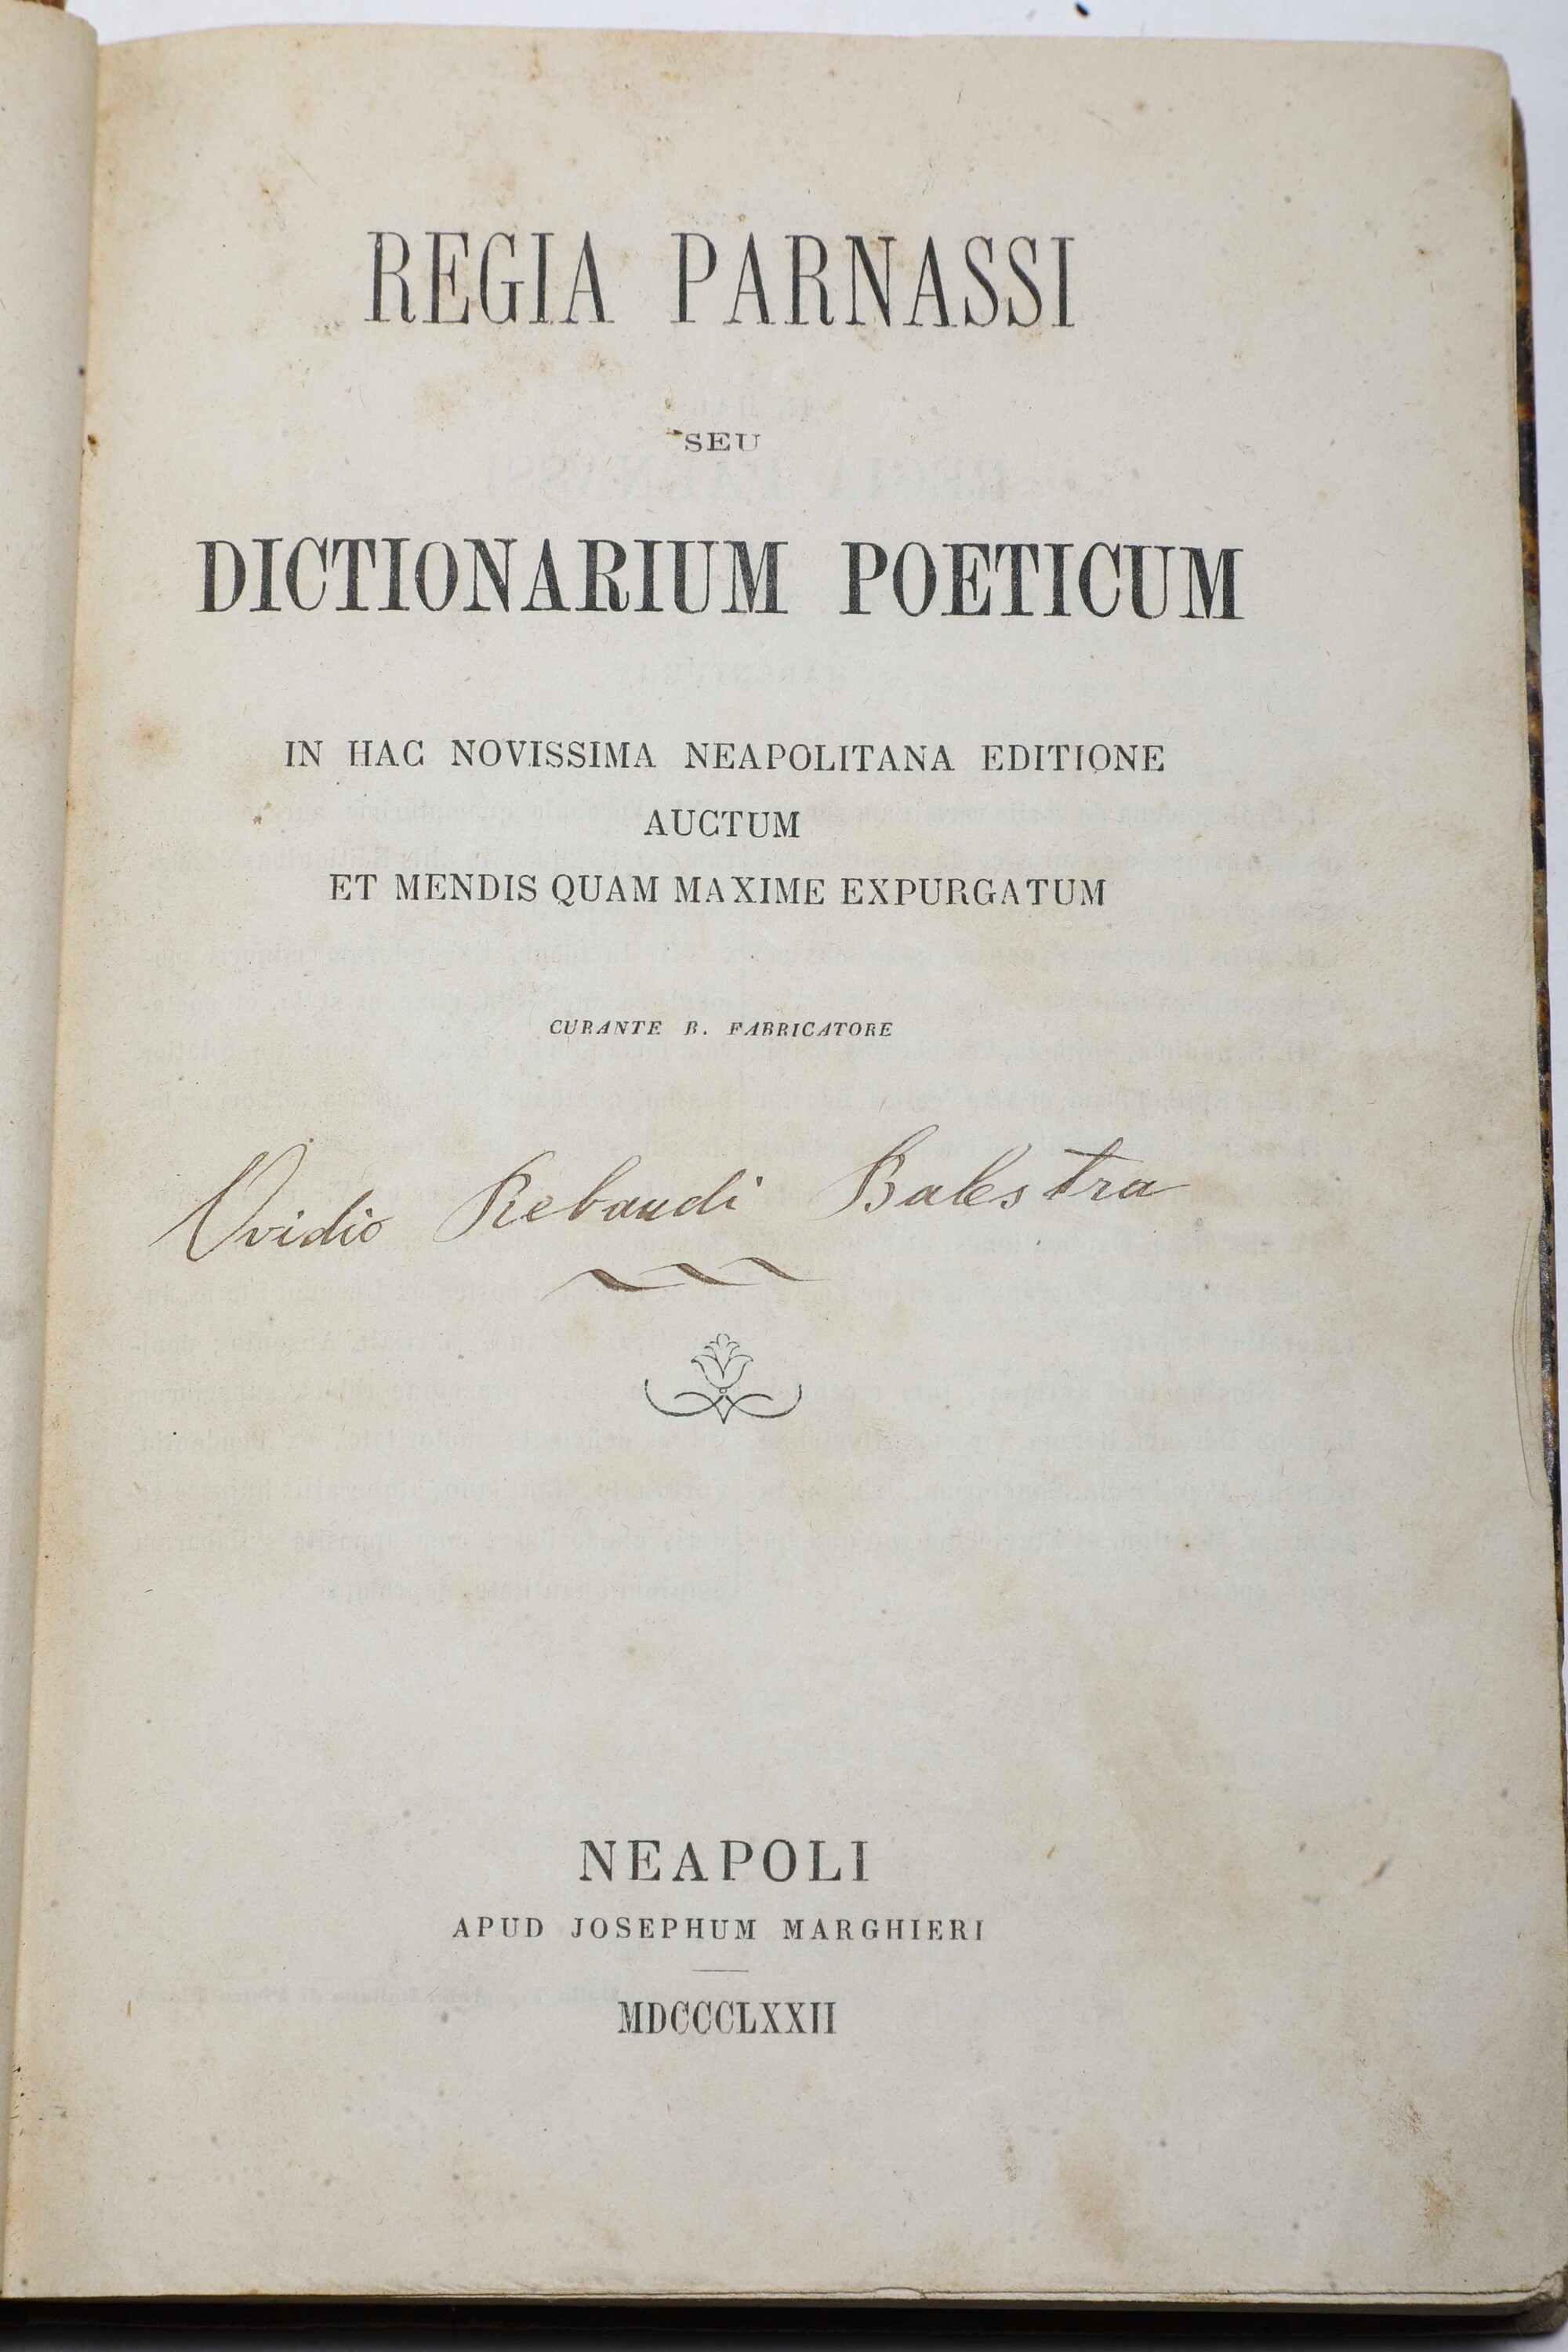 REGIA PARNASSI
SEU
DICTIONARIUM POETICUM
IN HAC NOVISSIMA NEAPOLITANA EDITIONE
AUCTUM
ET MENDIS QUAM MAXIME EXPURGATUM
CURANTE B. FABRICATORE
Ovidio Rebaudi Balestra
NEAPOLI
APUD JOSEPHUM MARGHIERI
MDCCCLXXII